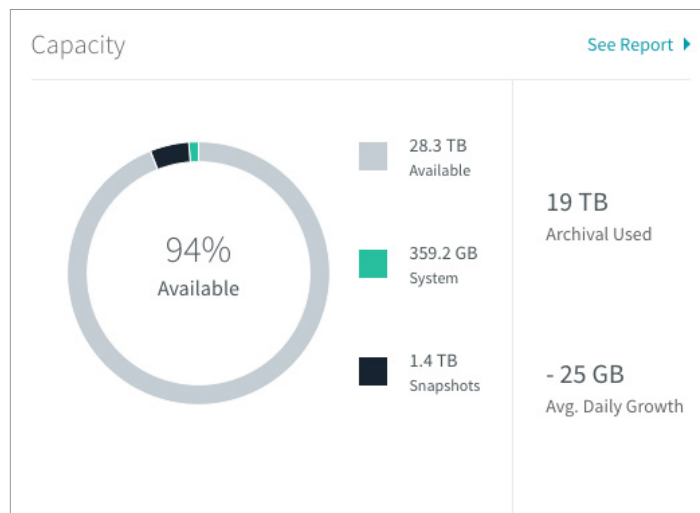 Capacity
See Report
94%
Available
28.3 TB
Available
359.2 GB
System
1.4 TB
Snapshots
19 TB
Archival Used
- 25 GB
Avg. Daily Growth